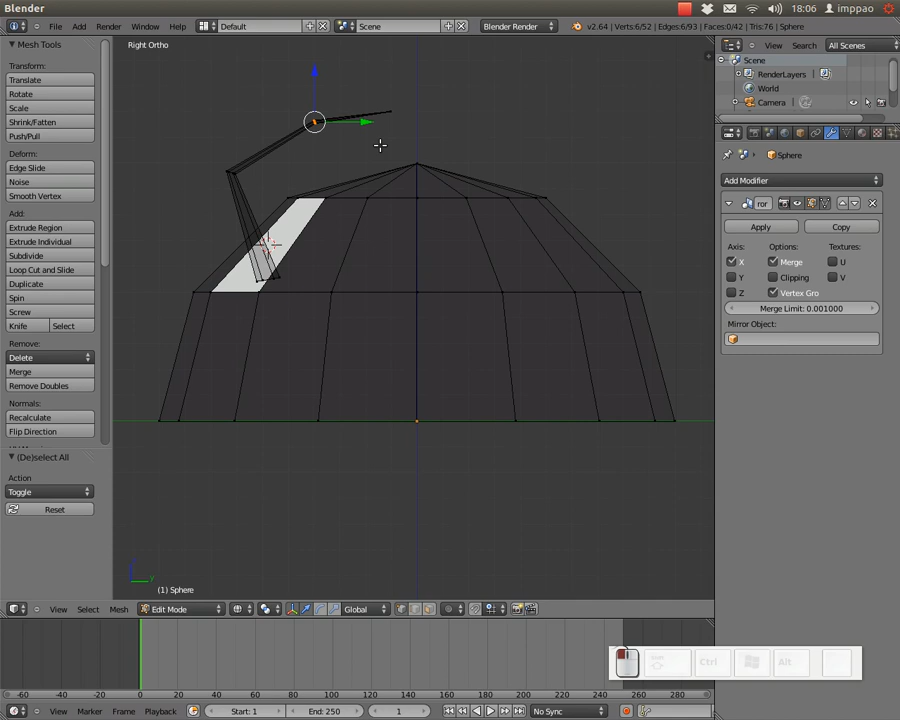 Blender
18:06 imppao
File Add Render Window Help
Default
Scene
Blender Render
v2.64 | Verts:6/52 | Edges:6/93 | Faces:0/42 | Tris:76 | Sphere
Mesh Tools
Transform:
Translate
Rotate
Scale
Shrink/Fatten
Push/Pull
Deform:
Edge Slide
Noise
Smooth Vertex
Add:
Extrude Region
Extrude Individual
Subdivide
Loop Cut and Slide
Duplicate
Spin
Screw
Knife Select
Remove:
Delete
Merge
Remove Doubles
Normals:
Recalculate
Flip Direction
(De)select All
Action
Toggle
Reset
Right Ortho
z
y
(1) Sphere
View Select Mesh
Edit Mode
Global
View Search All Scenes
Scene
RenderLayers
World
Camera
Sphere
Add Modifier
ror
Apply Copy
Axis: Options: Textures:
X Merge U
Y Clipping V
Z Vertex Gro
Merge Limit: 0.001000
Mirror Object:
Ctrl Alt
-60 -40 -20 0 20 40 60 80 100 120 140 160 180 200 220 240 260 280
View Marker Frame Playback
Start: 1
End: 250
1
No Sync